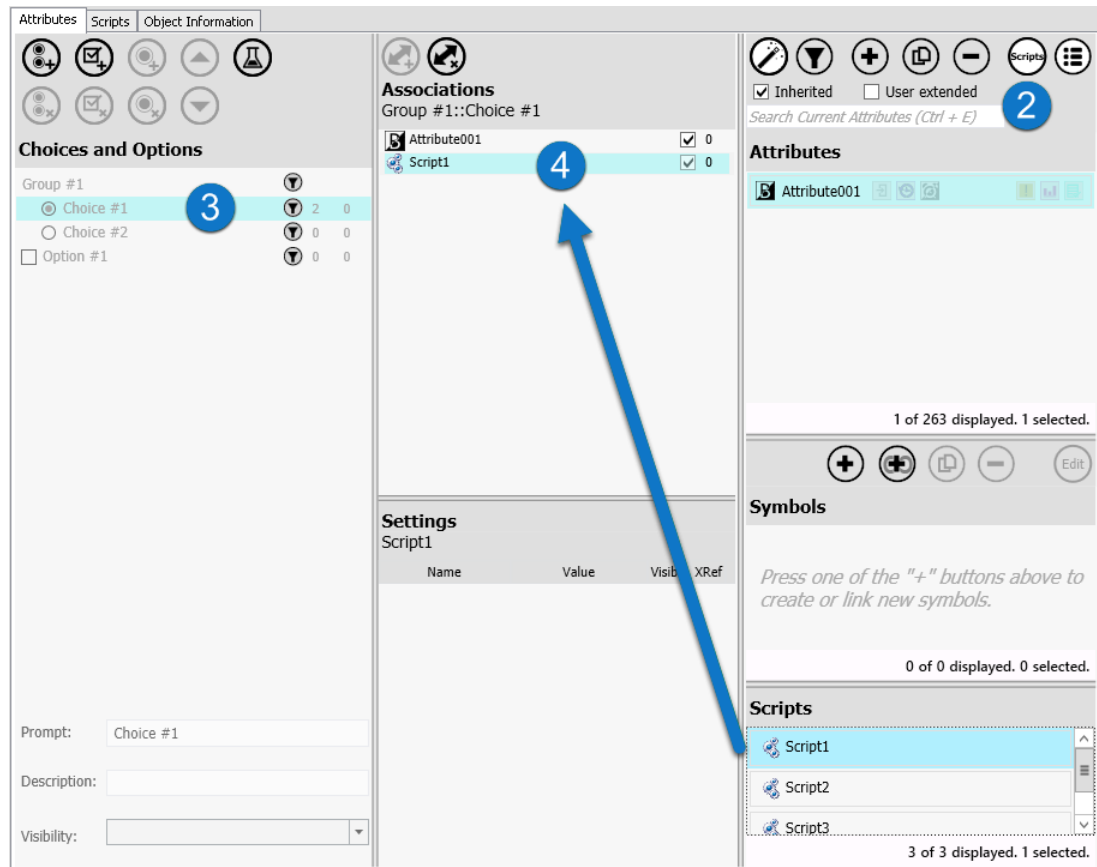 Attributes
Scripts
Object Information
Choices and Options
Group #1
Choice #1
2 0
Choice #2
0 0
Option #1
0 0
3
Prompt:
Choice #1
Description:
Visibility:
Associations
Group #1::Choice #1
Attribute001
0
Script1
0
4
Settings
Script1
Name Value XRef
Scripts
Inherited
User extended
2
Search Current Attributes (Ctrl + E)
Attributes
Attribute001
1 of 263 displayed. 1 selected.
Edit
Symbols
Press one of the "+" buttons above to
create or link new symbols.
0 of 0 displayed. 0 selected.
Scripts
Script1
Script2
Script3
3 of 3 displayed. 1 selected.